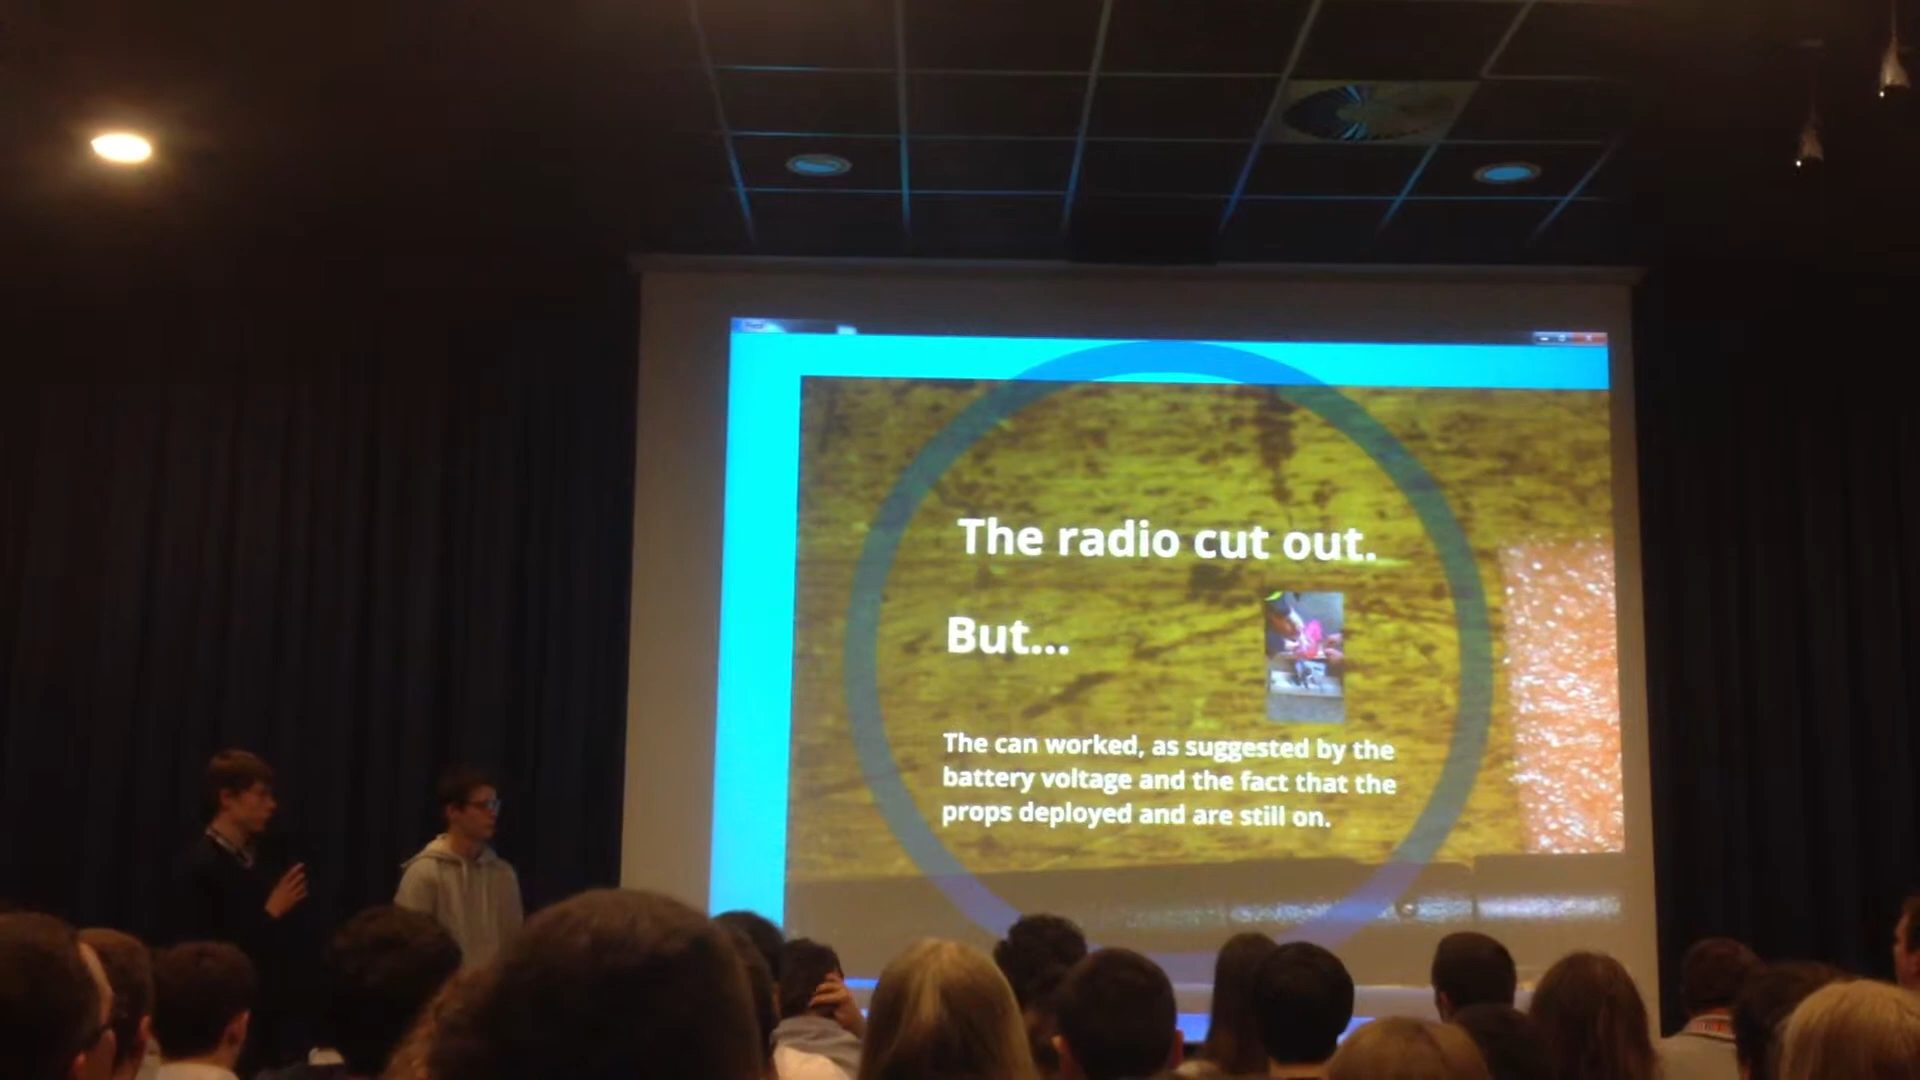 The radio cut out.
But...
The can worked, as suggested by the
battery voltage and the fact that the
props deployed and are still on.